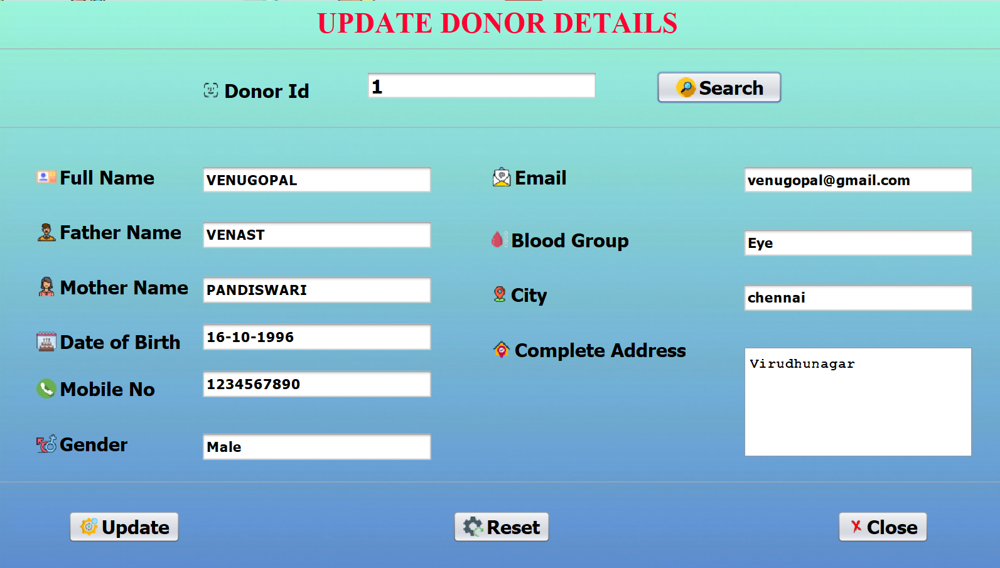 UPDATE DONOR DETAILS
Donor Id 1 Search
Full Name VENUGOPAL
Father Name VENAST
Mother Name PANDISWARI
Date of Birth 16-10-1996
Mobile No 1234567890
Gender Male
Email venugopal@gmail.com
Blood Group Eye
City chennai
Complete Address Virudhunagar
Update Reset Close